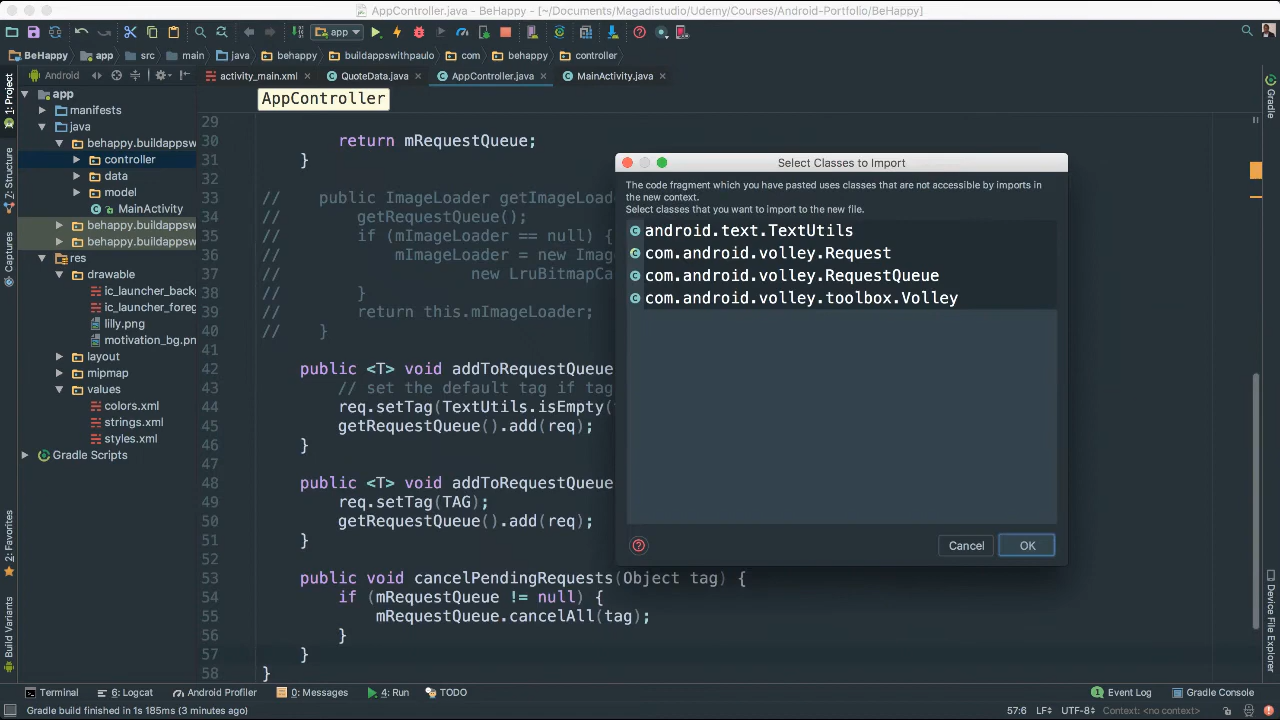 AppController.java - BeHappy - [~/Documents/Magadistudio/Udemy/Courses/Android-Portfolio/BeHappy]
app
BeHappy app src main java behappy buildappswithpaulo com behappy controller
Android
activity_main.xml QuoteData.java AppController.java MainActivity.java
AppController
1: Project
Z: Structure
Captures
2: Favorites
Build Variants
app
manifests
java
behappy.buildappsw
controller
data
model
MainActivity
behappy.buildappsw
behappy.buildappsw
res
drawable
ic_launcher_backg
ic_launcher_foreg
lilly.png
motivation_bg.pn
layout
mipmap
values
colors.xml
strings.xml
styles.xml
Gradle Scripts
29
30 return mRequestQueue;
31 }
32
33 // public ImageLoader getImageLoade
34 // getRequestQueue();
35 // if (mImageLoader == null) {
36 // mImageLoader = new Image
37 // new LruBitmapCa
38 // }
39 // return this.mImageLoader;
40 // }
41
42 public <T> void addToRequestQueue
43 // set the default tag if tag
44 req.setTag(TextUtils.isEmpty(
45 getRequestQueue().add(req);
46 }
47
48 public <T> void addToRequestQueue
49 req.setTag(TAG);
50 getRequestQueue().add(req);
51 }
52
53 public void cancelPendingRequests(Object tag) {
54 if (mRequestQueue != null) {
55 mRequestQueue.cancelAll(tag);
56 }
57 }
58 }
Select Classes to Import
The code fragment which you have pasted uses classes that are not accessible by imports in
the new context.
Select classes that you want to import to the new file.
android.text.TextUtils
com.android.volley.Request
com.android.volley.RequestQueue
com.android.volley.toolbox.Volley
Cancel OK
Gradle
Device File Explorer
Terminal 6: Logcat Android Profiler 0: Messages 4: Run TODO Event Log Gradle Console
Gradle build finished in 1s 185ms (3 minutes ago) 57:6 LF UTF-8 Context: <no context>